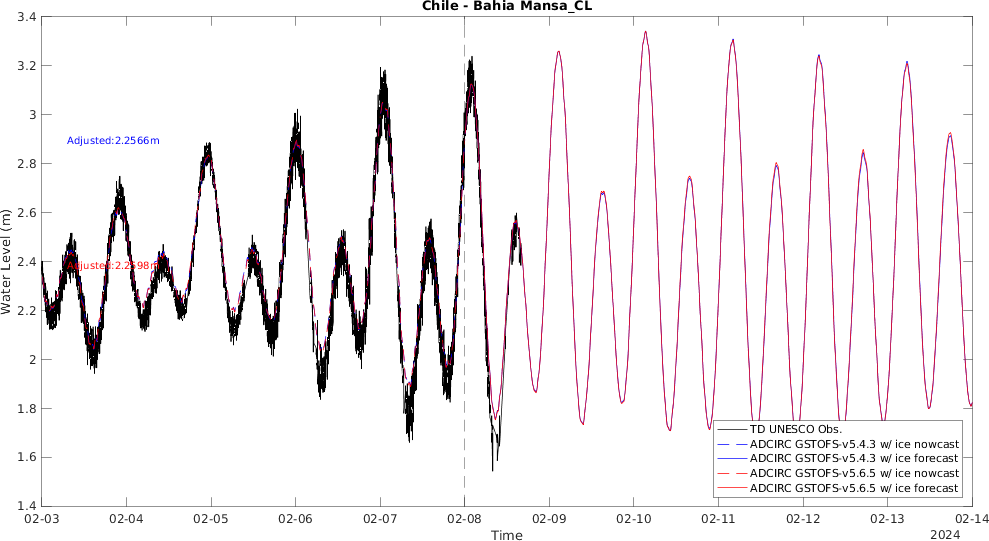 Chile - Bahia Mansa_CL
3.4
3.2
3
2.8
2.6
2.4
2.2
2
1.8
1.6
1.4
Water Level (m)
Adjusted:2.2566m
Adjusted:2.2598m
TD UNESCO Obs.
ADCIRC GSTOFS-v5.4.3 w/ ice nowcast
ADCIRC GSTOFS-v5.4.3 w/ ice forecast
ADCIRC GSTOFS-v5.6.5 w/ ice nowcast
ADCIRC GSTOFS-v5.6.5 w/ ice forecast
02-03 02-04 02-05 02-06 02-07 02-08 02-09 02-10 02-11 02-12 02-13 02-14
Time
2024